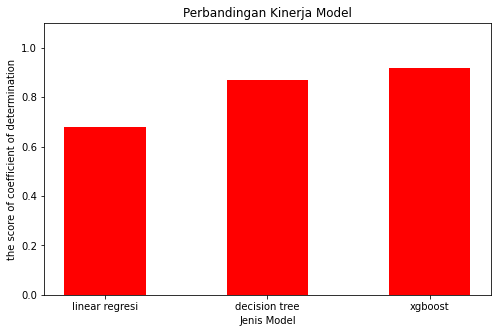 Perbandingan Kinerja Model
the score of coefficient of determination
1.0
0.8
0.6
0.4
0.2
0.0
linear regresi decision tree xgboost
Jenis Model